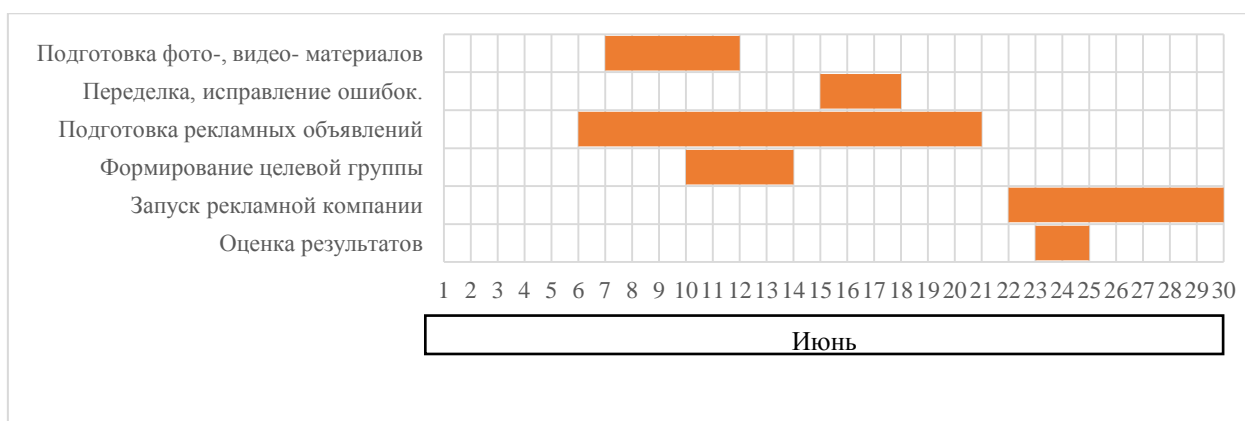 Подготовка фото-, видео- материалов
Переделка, исправление ошибок.
Подготовка рекламных объявлений
Формирование целевой группы
Запуск рекламной компании
Оценка результатов
1 2 3 4 5 6 7 8 9 10 11 12 13 14 15 16 17 18 19 20 21 22 23 24 25 26 27 28 29 30
Июнь